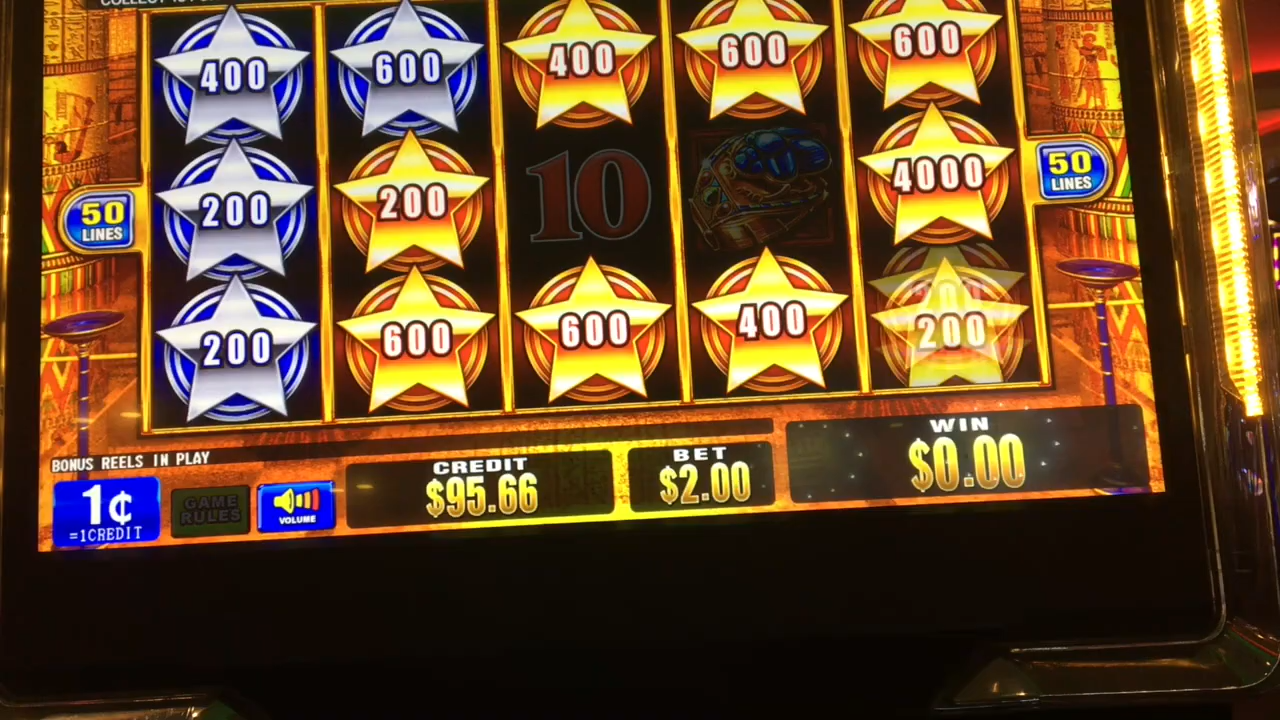 400 600 400 600 600
200 200 10 4000
200 600 600 400 200
50
LINES
50
LINES
BONUS REELS IN PLAY
1¢
=1CREDIT
GAME
RULES
VOLUME
CREDIT
$95.66
BET
$2.00
WIN
$0.00